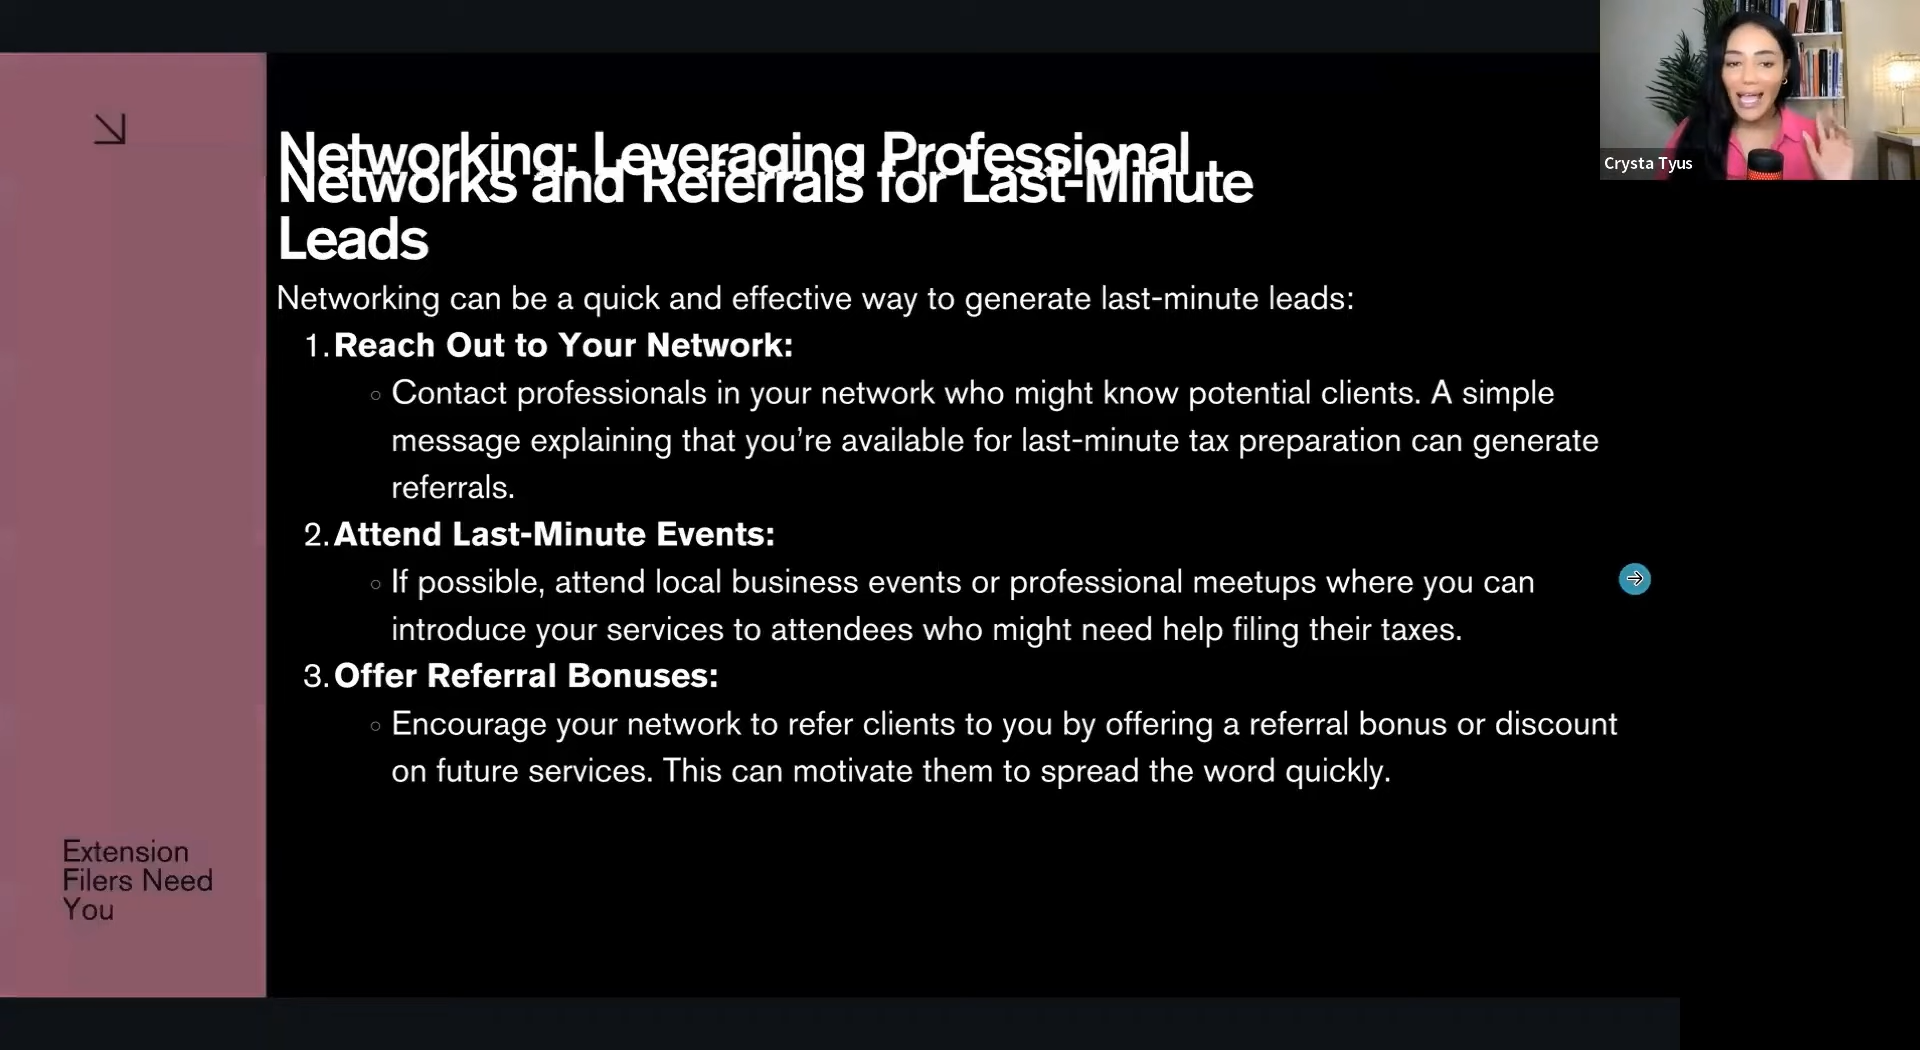 Crysta Tyus
Networking: Leveraging Professional
Networks and Referrals for Last-Minute
Leads
Networking can be a quick and effective way to generate last-minute leads:
1. Reach Out to Your Network:
◦ Contact professionals in your network who might know potential clients. A simple
message explaining that you’re available for last-minute tax preparation can generate
referrals.
2. Attend Last-Minute Events:
◦ If possible, attend local business events or professional meetups where you can
introduce your services to attendees who might need help filing their taxes.
3. Offer Referral Bonuses:
◦ Encourage your network to refer clients to you by offering a referral bonus or discount
on future services. This can motivate them to spread the word quickly.
Extension
Filers Need
You